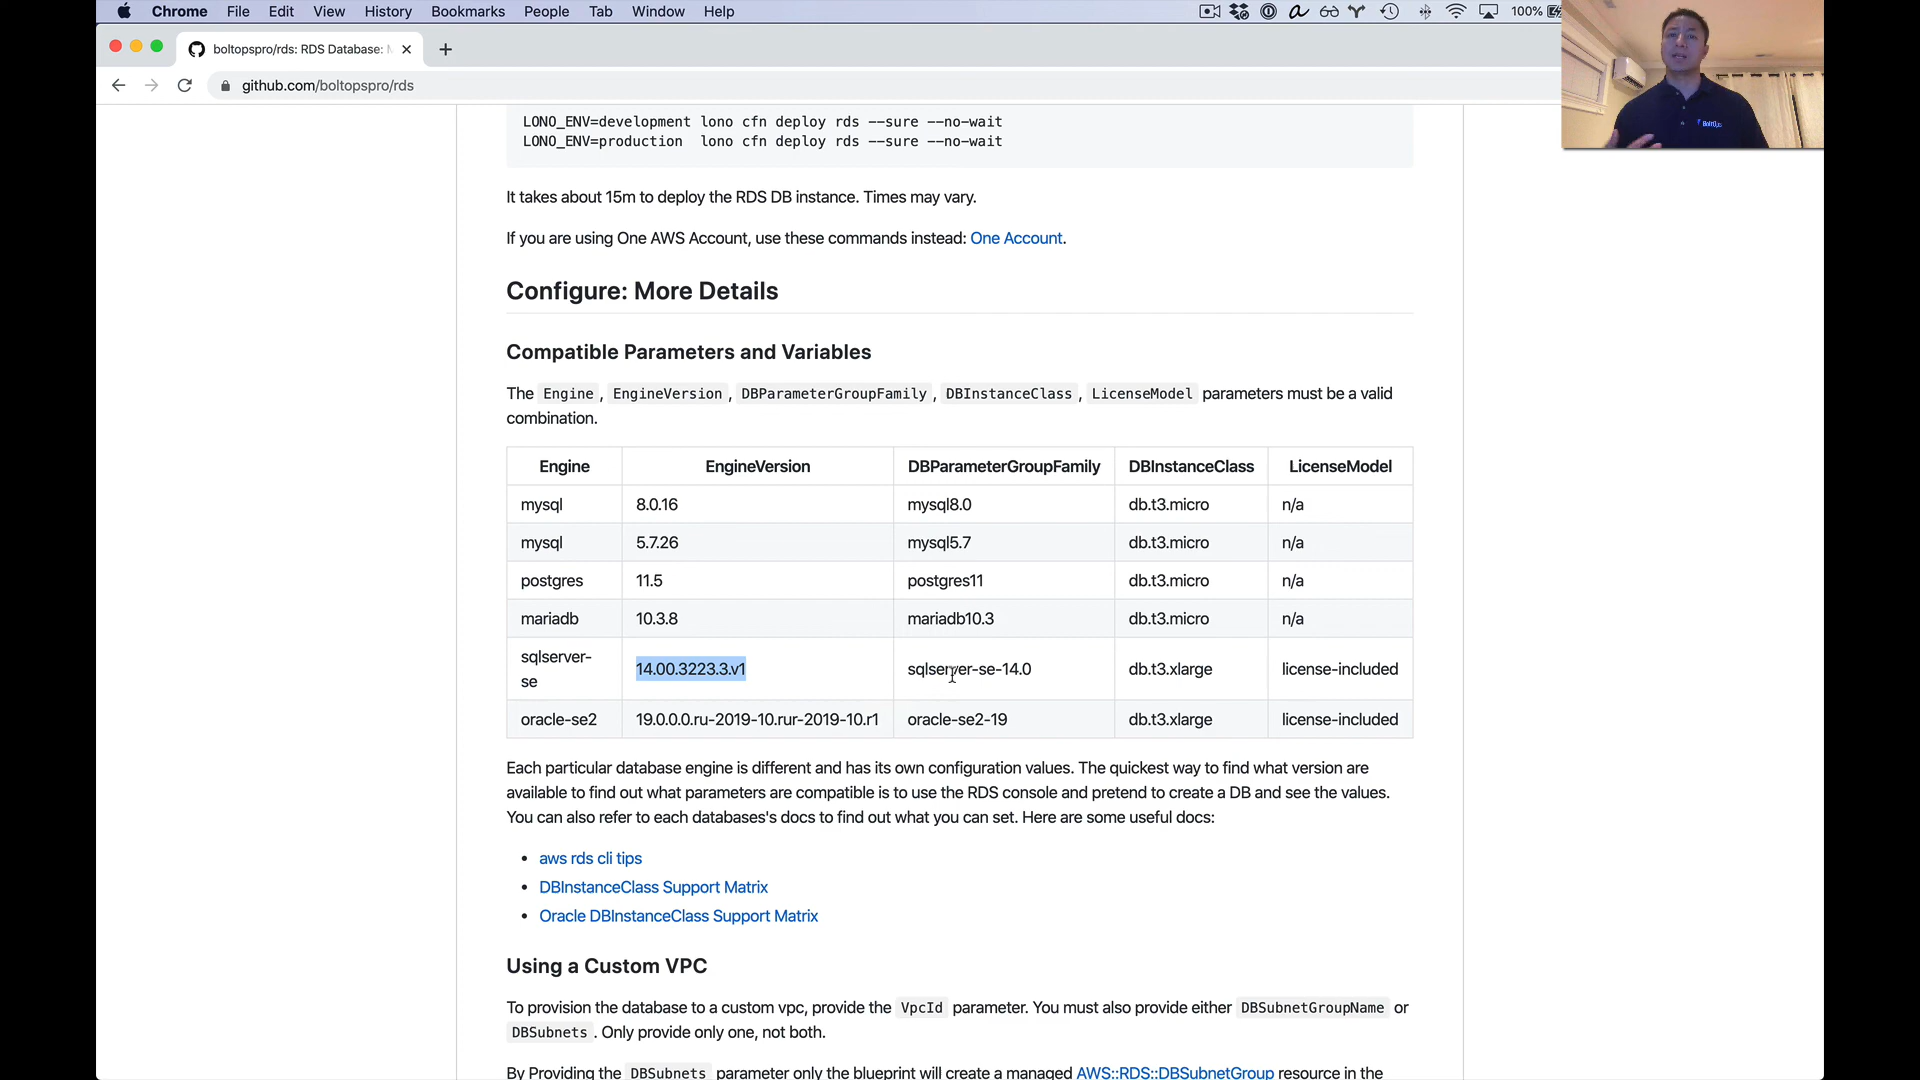 Chrome File Edit View History Bookmarks People Tab Window Help
100%
boltopspro/rds: RDS Database:
github.com/boltopspro/rds
LONO_ENV=development lono cfn deploy rds --sure --no-wait
LONO_ENV=production lono cfn deploy rds --sure --no-wait
It takes about 15m to deploy the RDS DB instance. Times may vary.
If you are using One AWS Account, use these commands instead: One Account.
Configure: More Details
Compatible Parameters and Variables
The Engine , EngineVersion , DBParameterGroupFamily , DBInstanceClass , LicenseModel parameters must be a valid
combination.
Engine EngineVersion DBParameterGroupFamily DBInstanceClass LicenseModel
mysql 8.0.16 mysql8.0 db.t3.micro n/a
mysql 5.7.26 mysql5.7 db.t3.micro n/a
postgres 11.5 postgres11 db.t3.micro n/a
mariadb 10.3.8 mariadb10.3 db.t3.micro n/a
sqlserver-
se 14.00.3223.3.v1 sqlserver-se-14.0 db.t3.xlarge license-included
oracle-se2 19.0.0.0.ru-2019-10.rur-2019-10.r1 oracle-se2-19 db.t3.xlarge license-included
Each particular database engine is different and has its own configuration values. The quickest way to find what version are
available to find out what parameters are compatible is to use the RDS console and pretend to create a DB and see the values.
You can also refer to each databases's docs to find out what you can set. Here are some useful docs:
• aws rds cli tips
• DBInstanceClass Support Matrix
• Oracle DBInstanceClass Support Matrix
Using a Custom VPC
To provision the database to a custom vpc, provide the VpcId parameter. You must also provide either DBSubnetGroupName or
DBSubnets . Only provide only one, not both.
By Providing the DBSubnets parameter only the blueprint will create a managed AWS::RDS::DBSubnetGroup resource in the